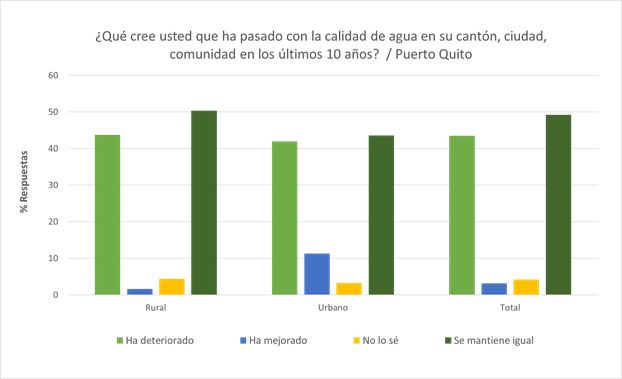 ¿Qué cree usted que ha pasado con la calidad de agua en su cantón, ciudad,
comunidad en los últimos 10 años?  / Puerto Quito
60
50
40
30
20
10
0
% Respuestas
Rural
Urbano
Total
Ha deteriorado
Ha mejorado
No lo sé
Se mantiene igual